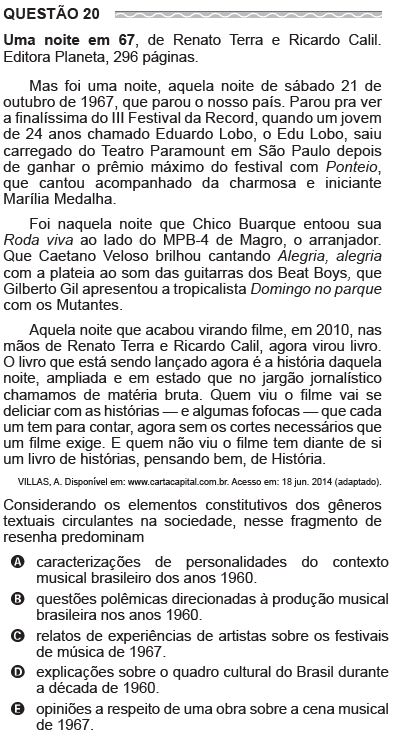 QUESTÃO 20
Uma noite em 67, de Renato Terra e Ricardo Calil.
Editora Planeta, 296 páginas.
Mas foi uma noite, aquela noite de sábado 21 de
outubro de 1967, que parou o nosso país. Parou pra ver
a finalíssima do III Festival da Record, quando um jovem
de 24 anos chamado Eduardo Lobo, o Edu Lobo, saiu
carregado do Teatro Paramount em São Paulo depois
de ganhar o prêmio máximo do festival com Ponteio,
que cantou acompanhado da charmosa e iniciante
Marília Medalha.
Foi naquela noite que Chico Buarque entoou sua
Roda viva ao lado do MPB-4 de Magro, o arranjador.
Que Caetano Veloso brilhou cantando Alegria, alegria
com a plateia ao som das guitarras dos Beat Boys, que
Gilberto Gil apresentou a tropicalista Domingo no parque
com os Mutantes.
Aquela noite que acabou virando filme, em 2010, nas
mãos de Renato Terra e Ricardo Calil, agora virou livro.
O livro que está sendo lançado agora é a história daquela
noite, ampliada e em estado que no jargão jornalístico
chamamos de matéria bruta. Quem viu o filme vai se
deliciar com as histórias — e algumas fofocas — que cada
um tem para contar, agora sem os cortes necessários que
um filme exige. E quem não viu o filme tem diante de si
um livro de histórias, pensando bem, de História.
VILLAS, A. Disponível em: www.cartacapital.com.br. Acesso em: 18 jun. 2014 (adaptado).
Considerando os elementos constitutivos dos gêneros
textuais circulantes na sociedade, nesse fragmento de
resenha predominam
A caracterizações de personalidades do contexto
musical brasileiro dos anos 1960.
B questões polêmicas direcionadas à produção musical
brasileira nos anos 1960.
C relatos de experiências de artistas sobre os festivais
de música de 1967.
D explicações sobre o quadro cultural do Brasil durante
a década de 1960.
E opiniões a respeito de uma obra sobre a cena musical
de 1967.